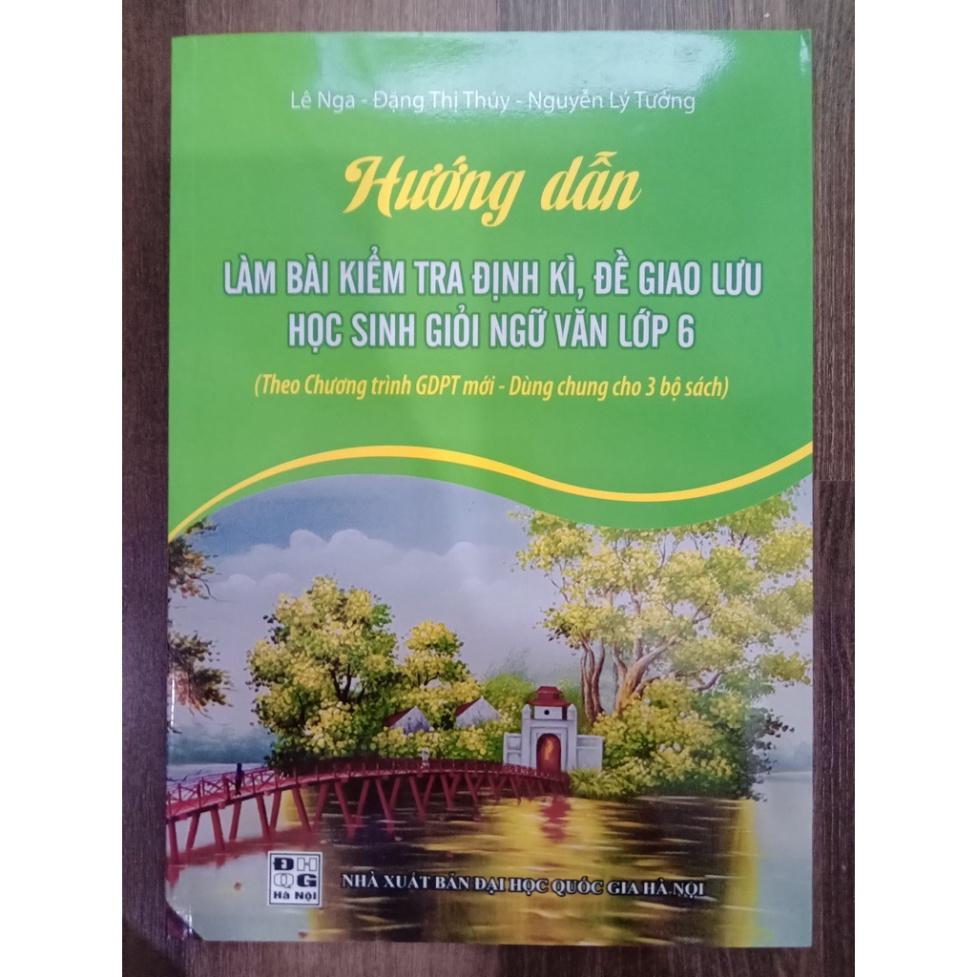 Lê Nga - Đặng Thị Thúy - Nguyễn Lý Tưởng
Hướng dẫn
LÀM BÀI KIỂM TRA ĐỊNH KÌ, ĐỀ GIAO LƯU
HỌC SINH GIỎI NGỮ VĂN LỚP 6
(Theo Chương trình GDPT mới - Dùng chung cho 3 bộ sách)
ĐH
QG
Hà Nội
NHÀ XUẤT BẢN ĐẠI HỌC QUỐC GIA HÀ NỘI